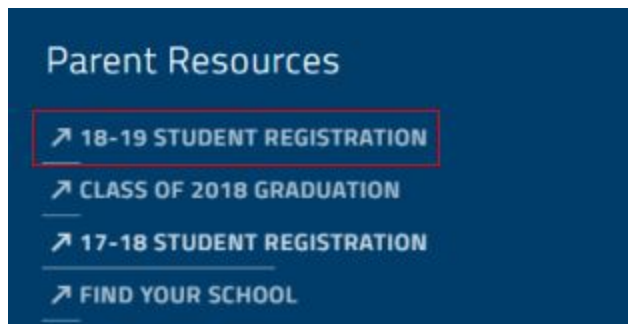 Parent Resources
18-19 STUDENT REGISTRATION
CLASS OF 2018 GRADUATION
17-18 STUDENT REGISTRATION
FIND YOUR SCHOOL